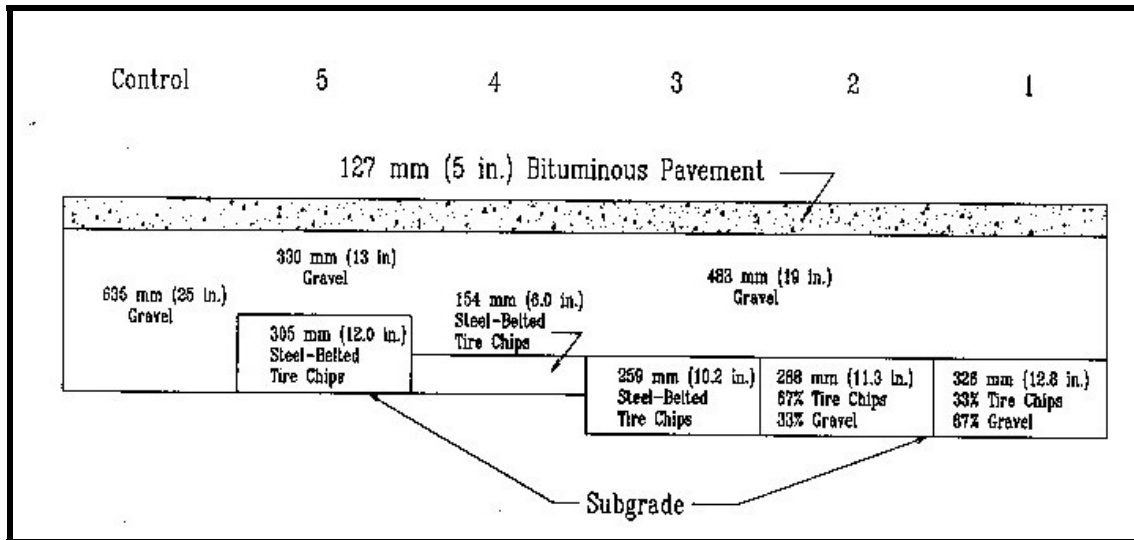 Control 5 4 3 2 1
127 mm (5 in.) Bituminous Pavement
330 mm (13 in)
Gravel
635 mm (25 in.)
Gravel
483 mm (19 in.)
Gravel
154 mm (6.0 in.)
Steel-Belted
Tire Chips
305 mm (12.0 in.)
Steel-Belted
Tire Chips
259 mm (10.2 in.)
Steel-Belted
Tire Chips
288 mm (11.3 in.)
67% Tire Chips
33% Gravel
326 mm (12.8 in.)
33% Tire Chips
67% Gravel
Subgrade